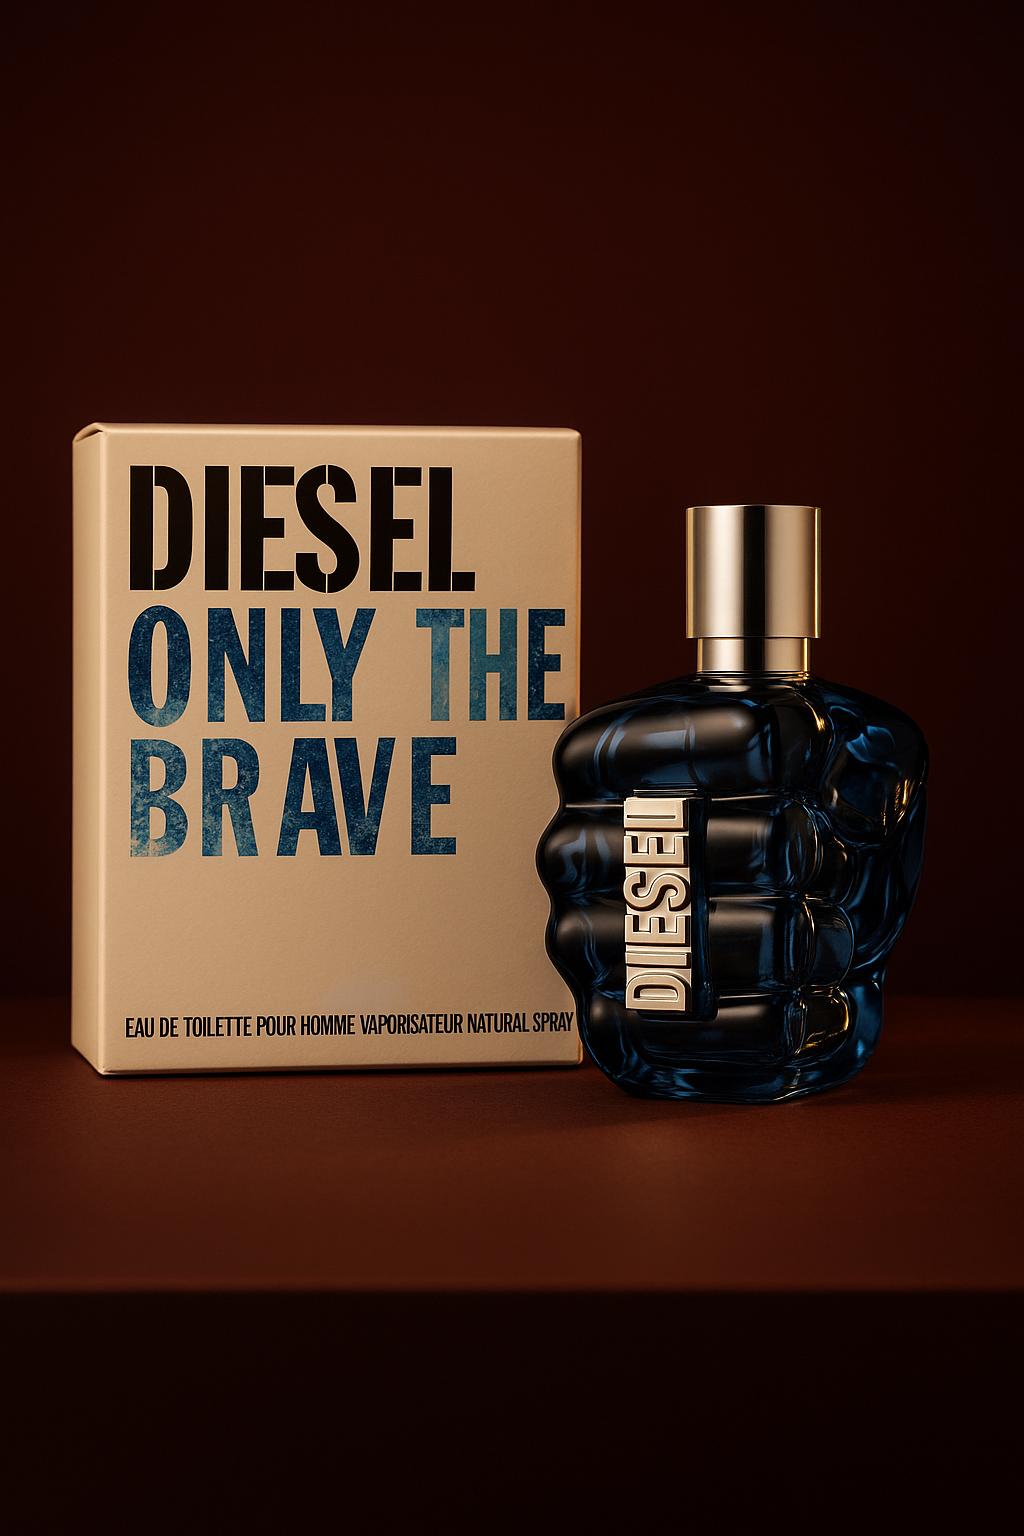 DIESEL
ONLY THE
BRAVE
EAU DE TOILETTE POUR HOMME VAPORISATEUR NATURAL SPRAY
DIESEL